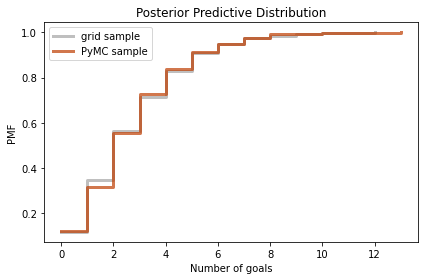 Posterior Predictive Distribution
grid sample
PyMC sample
PMF
1.0
0.8
0.6
0.4
0.2
0 2 4 6 8 10 12
Number of goals